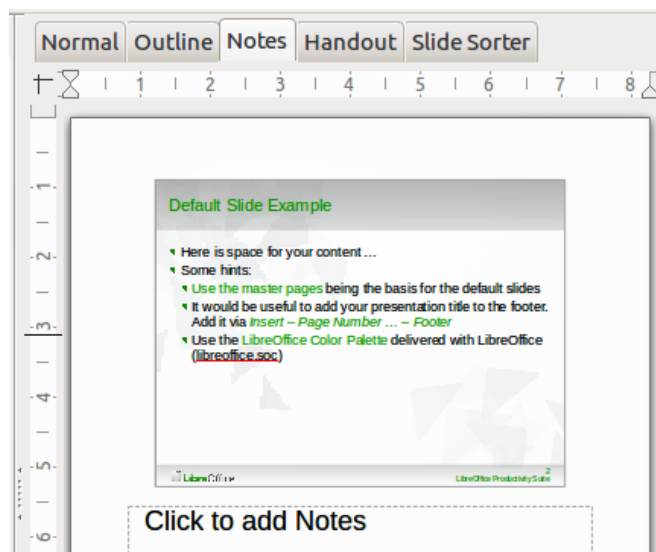 Normal Outline Notes Handout Slide Sorter
1 2 3 4 5 6 7 8
Default Slide Example
Here is space for your content …
Some hints:
Use the master pages being the basis for the default slides
It would be useful to add your presentation title to the footer.
Add it via Insert – Page Number … – Footer
Use the LibreOffice Color Palette delivered with LibreOffice
(libreoffice.soc)
2
LibreOffice LibreOffice Productivity Suite
Click to add Notes
1
2
3
4
5
6